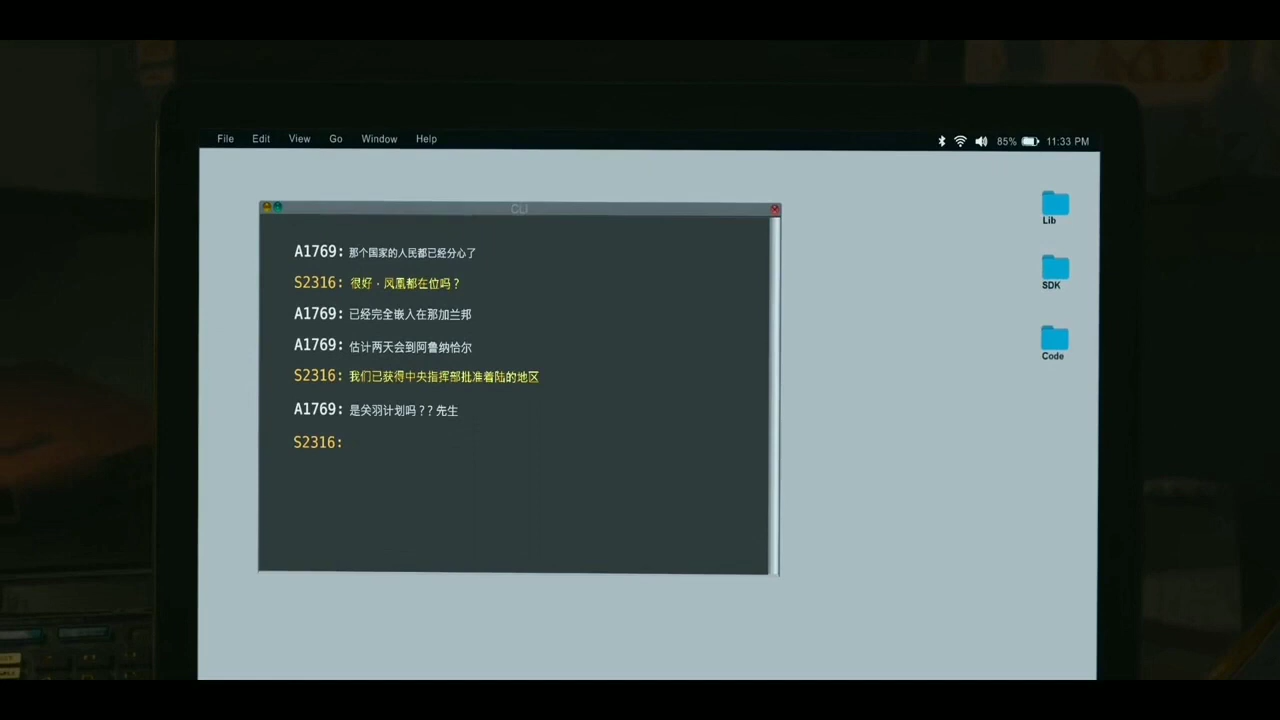 File Edit View Go Window Help
85% 11:33 PM
CLI
A1769: 那个国家的人民都已经分心了
S2316: 很好，凤凰都在位吗？
A1769: 已经完全嵌入在那加兰邦
A1769: 估计两天会到阿鲁纳恰尔
S2316: 我们已获得中央指挥部批准着陆的地区
A1769: 是关羽计划吗？? 先生
S2316:
Lib
SDK
Code